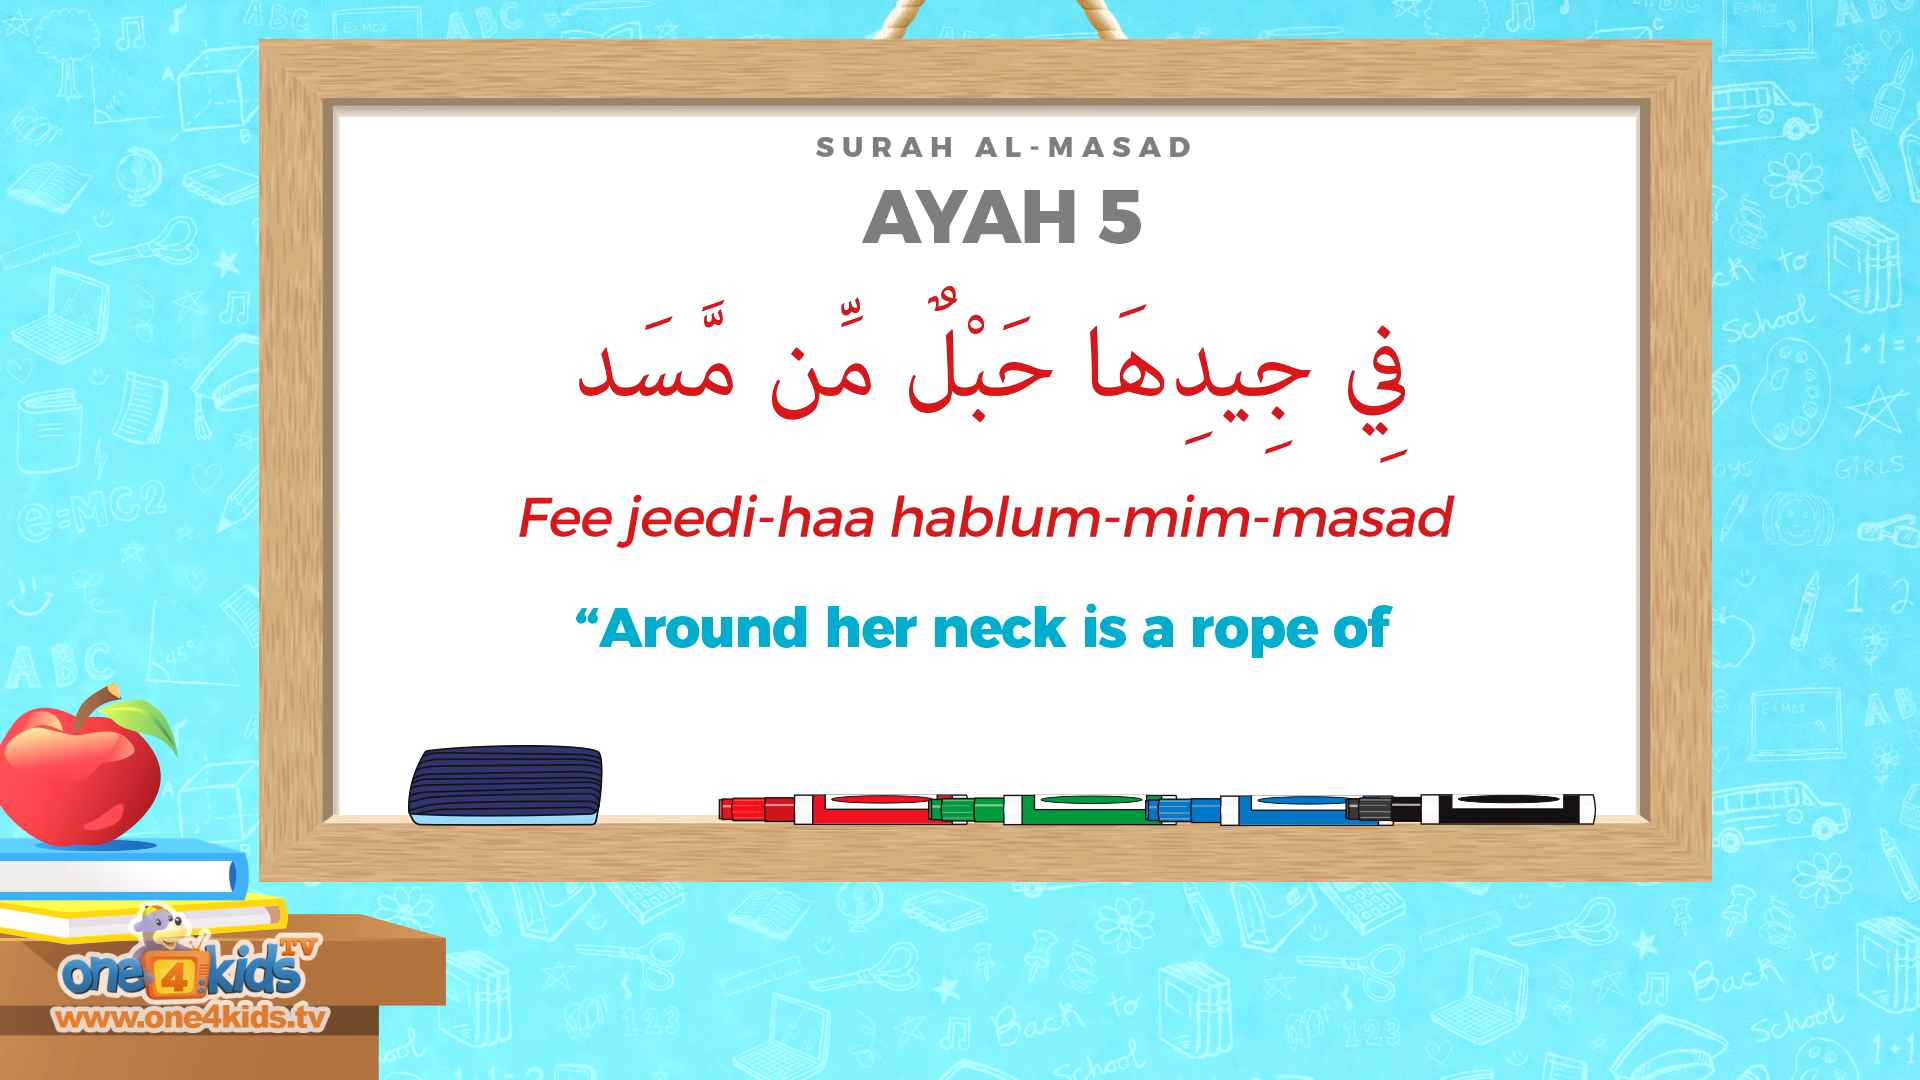 SURAH AL-MASAD
AYAH 5
فِي جِيدِهَا حَبْلٌ مِّن مَّسَد
Fee jeedi-haa hablum-mim-masad
“Around her neck is a rope of
one4kids TV
www.one4kids.tv